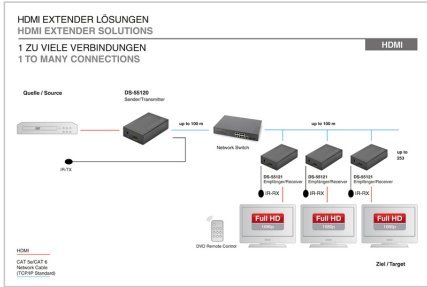 HDMI EXTENDER LÖSUNGEN
HDMI EXTENDER SOLUTIONS
1 ZU VIELE VERBINDUNGEN
1 TO MANY CONNECTIONS
HDMI
Quelle / Source
DS-55120
Sender/Transmitter
up to 100 m
up to 100 m
Network Switch
up to
253
IR/TX
DS-55121
Empfänger/Receiver
DS-55121
Empfänger/Receiver
DS-55121
Empfänger/Receiver
IR-RX
IR-RX
IR-RX
Full HD
1080p
Full HD
1080p
Full HD
1080p
DVD Remote Control
HDMI
CAT 5e/CAT 6
Network Cable
(TCP/IP Standard)
Ziel / Target